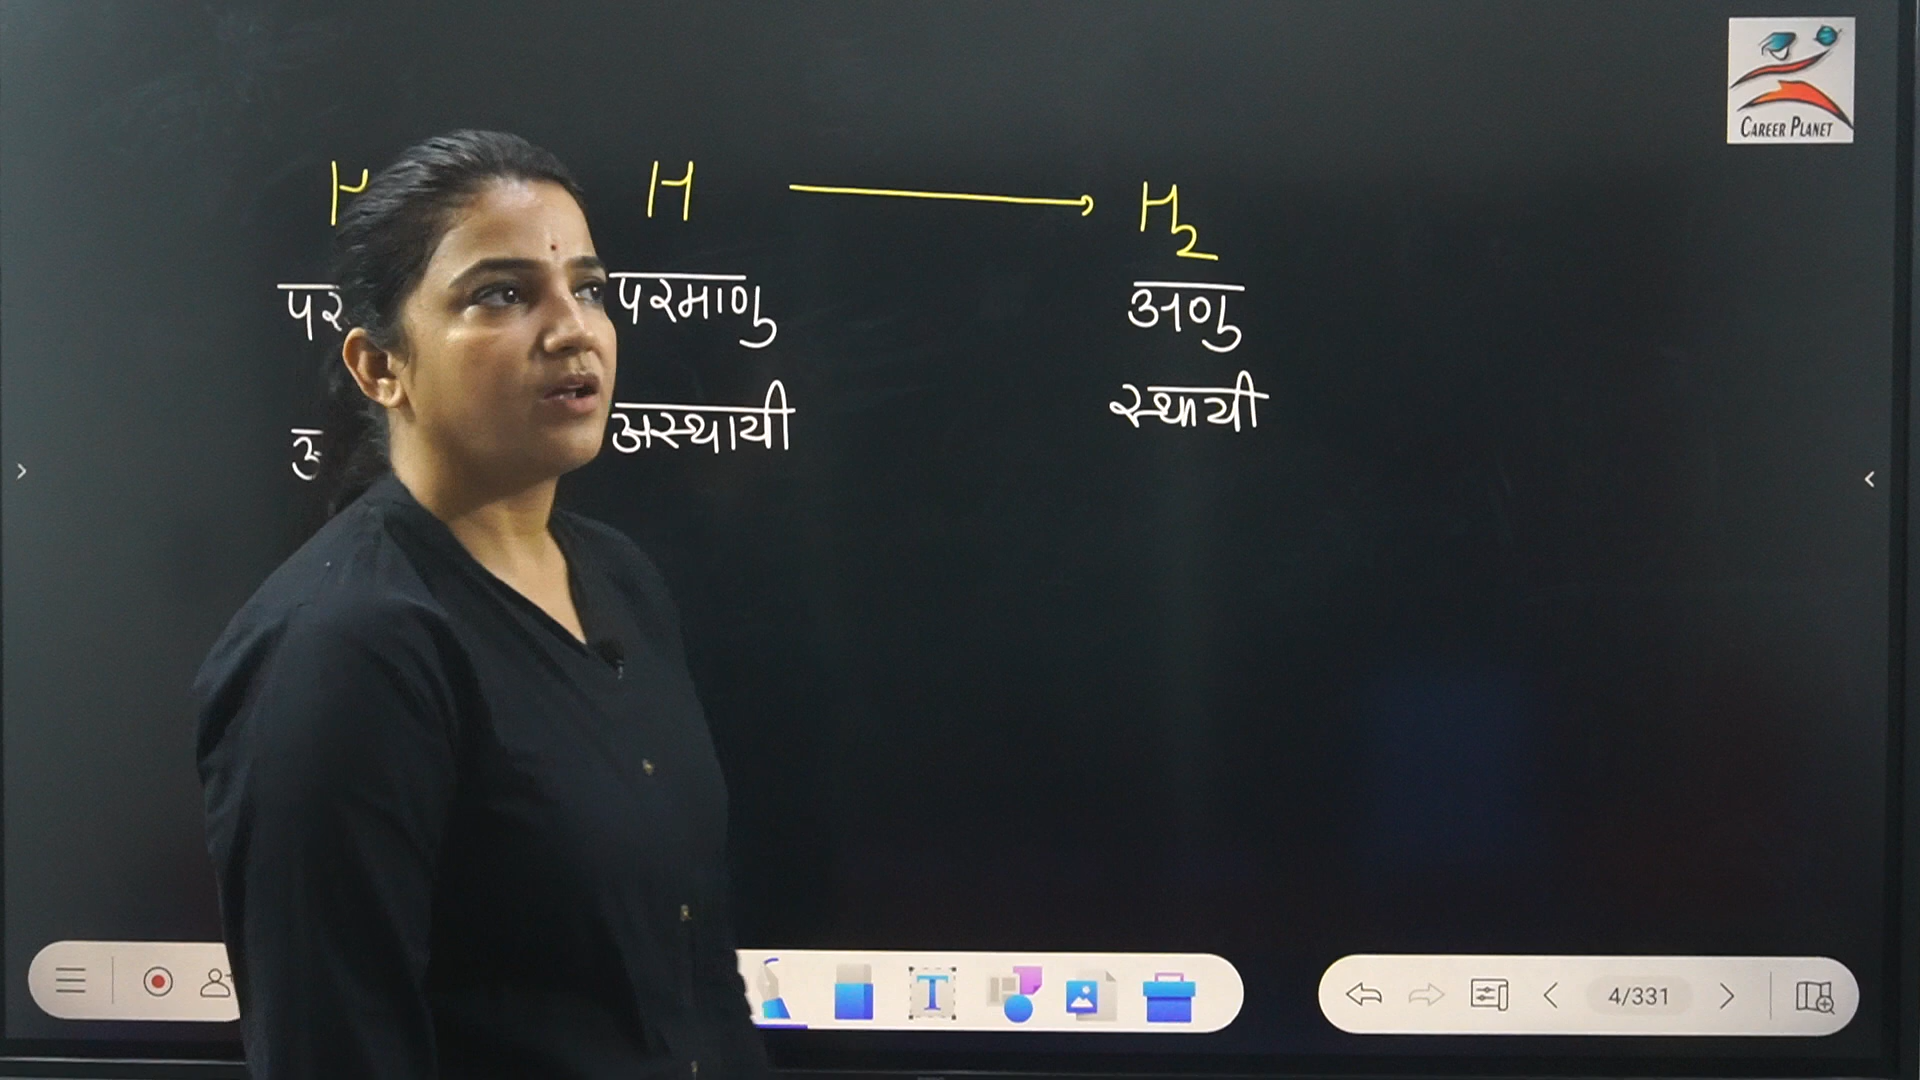 H H → H₂
परमाणु अणु
अस्थायी स्थायी
CAREER PLANET
T
4/331